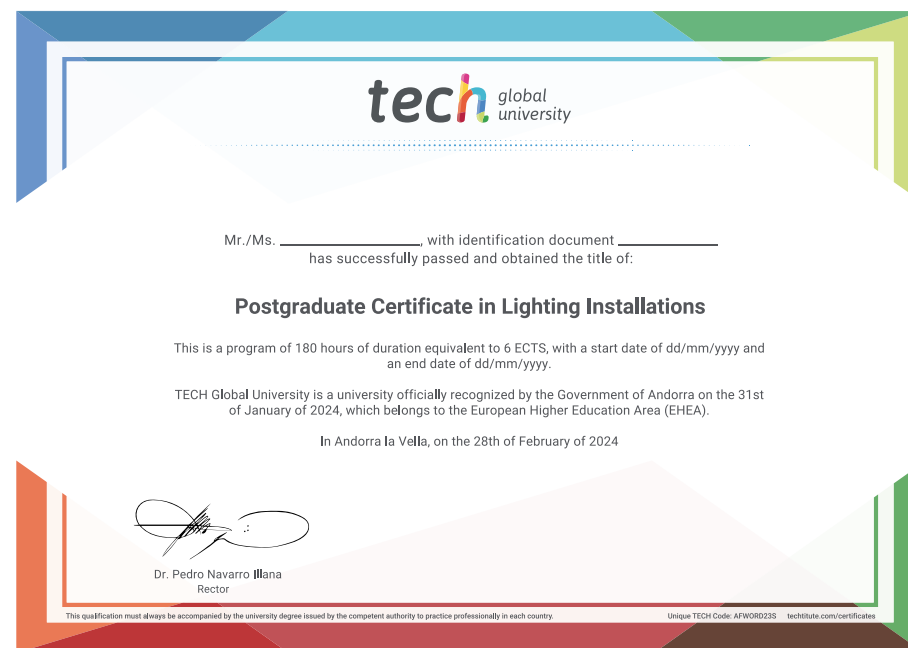 tech global university
Mr./Ms. ____________, with identification document ____________
has successfully passed and obtained the title of:
Postgraduate Certificate in Lighting Installations
This is a program of 180 hours of duration equivalent to 6 ECTS, with a start date of dd/mm/yyyy and
an end date of dd/mm/yyyy.
TECH Global University is a university officially recognized by the Government of Andorra on the 31st
of January of 2024, which belongs to the European Higher Education Area (EHEA).
In Andorra la Vella, on the 28th of February of 2024
Dr. Pedro Navarro Illana
Rector
This qualification must always be accompanied by the university degree issued by the competent authority to practice professionally in each country.
Unique TECH Code: AFWORD23S techtitute.com/certificates